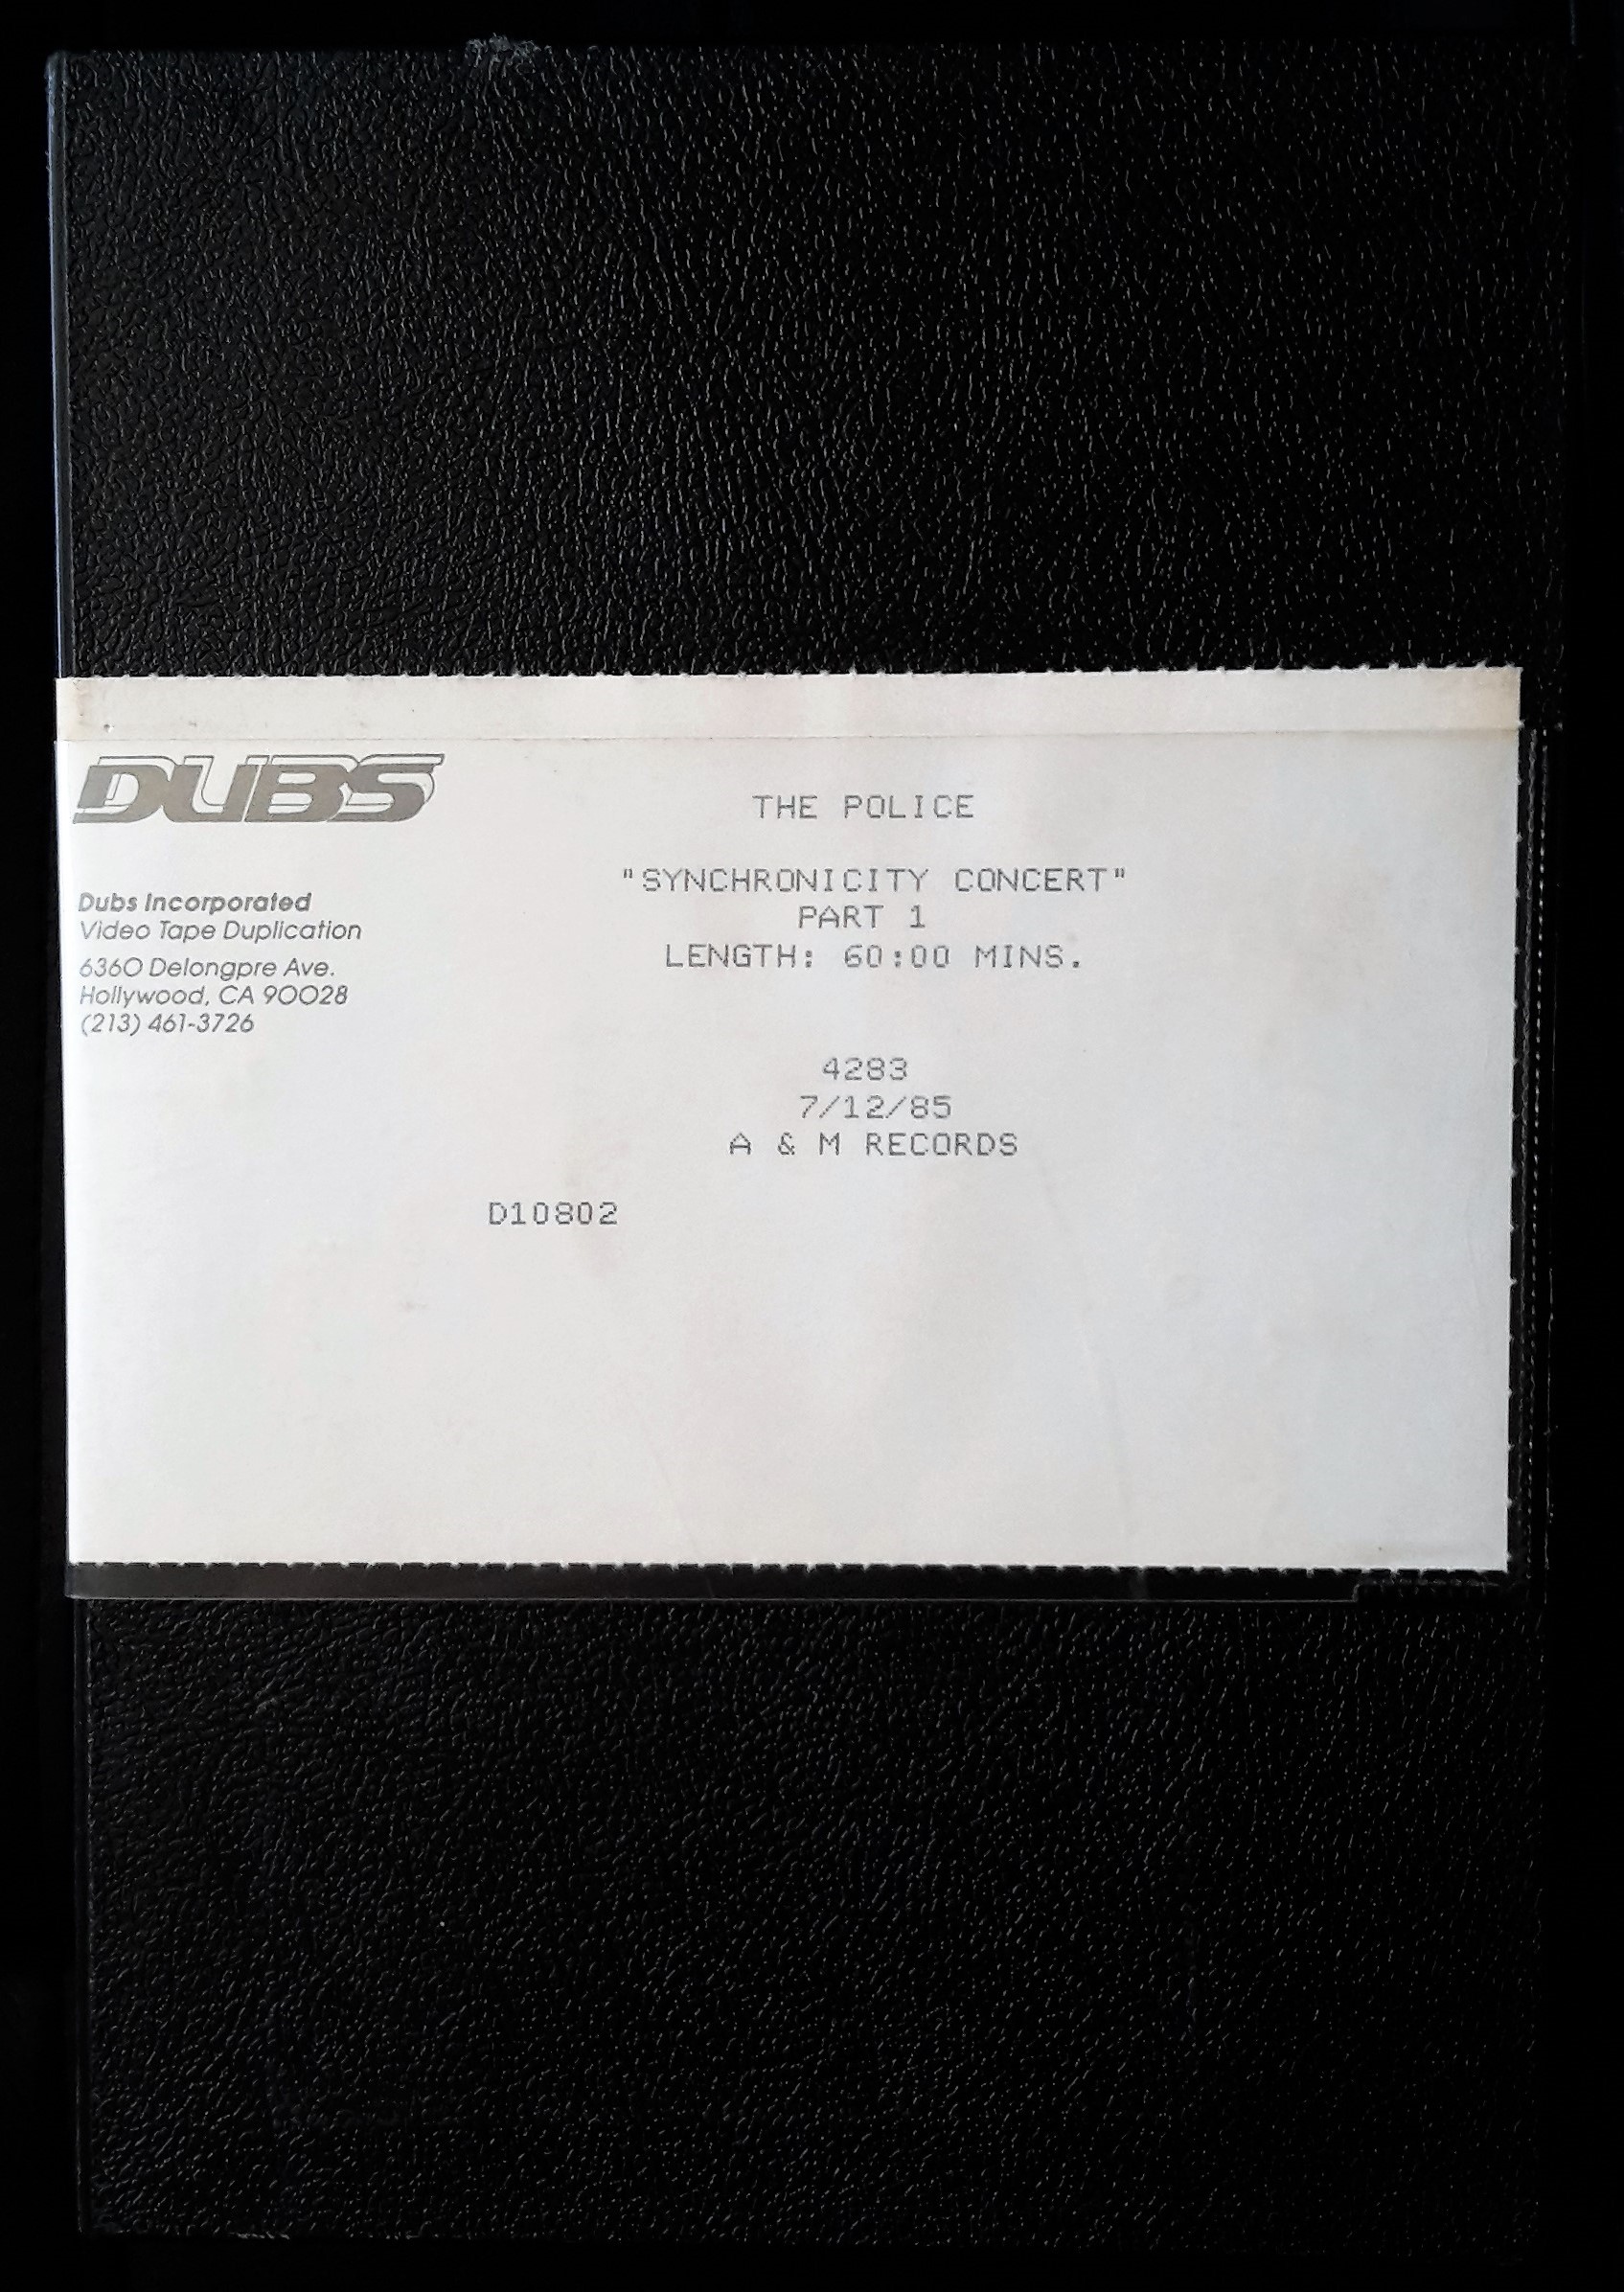 DUBS
Dubs Incorporated
Video Tape Duplication
6360 Delongpre Ave.
Hollywood, CA 90028
(213) 461-3726
THE POLICE
"SYNCHRONICITY CONCERT"
PART 1
LENGTH: 60:00 MINS.
4283
7/12/85
A & M RECORDS
D10802